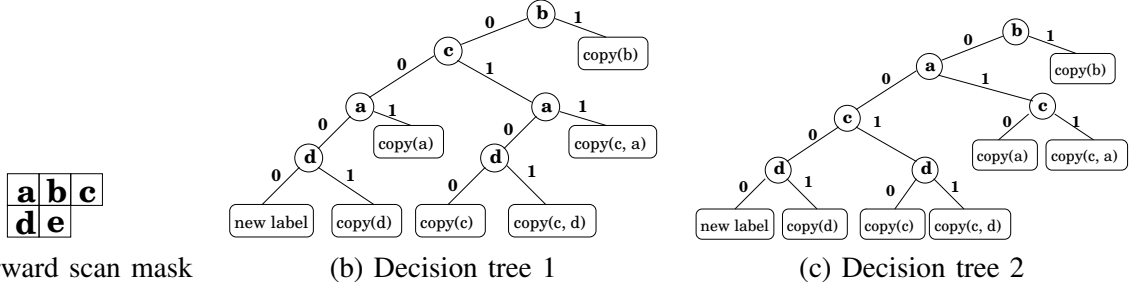 b
0 1
c copy(b)
0 1
a a
0 1 0 1
d copy(a) d copy(c, a)
0 1 0 1
new label copy(d) copy(c) copy(c, d)
b
0 1
a copy(b)
0 1
c c
0 1 0 1
d d copy(a) copy(c, a)
0 1 0 1
new label copy(d) copy(c) copy(c, d)
a b c
d e
ward scan mask (b) Decision tree 1 (c) Decision tree 2